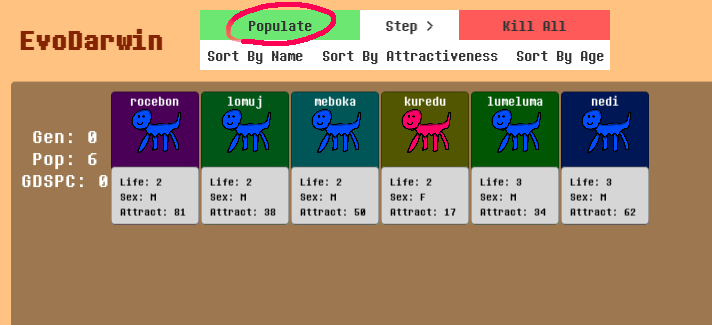 EvoDarwin
Populate Step > Kill All
Sort By Name Sort By Attractiveness Sort By Age
Gen: 0
Pop: 6
GDSPC: 0
rocebon
Life: 2
Sex: M
Attract: 81
lomuj
Life: 2
Sex: M
Attract: 38
meboka
Life: 2
Sex: M
Attract: 50
kuredu
Life: 2
Sex: F
Attract: 17
lumeluma
Life: 3
Sex: M
Attract: 34
nedi
Life: 3
Sex: M
Attract: 62